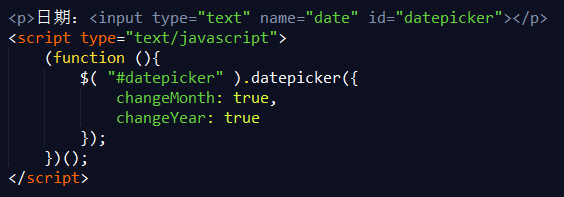 <p>日期：<input type="text" name="date" id="datepicker"></p>
<script type="text/javascript">
    (function (){
        $( "#datepicker" ).datepicker({
            changeMonth: true,
            changeYear: true
        });
    })();
</script>